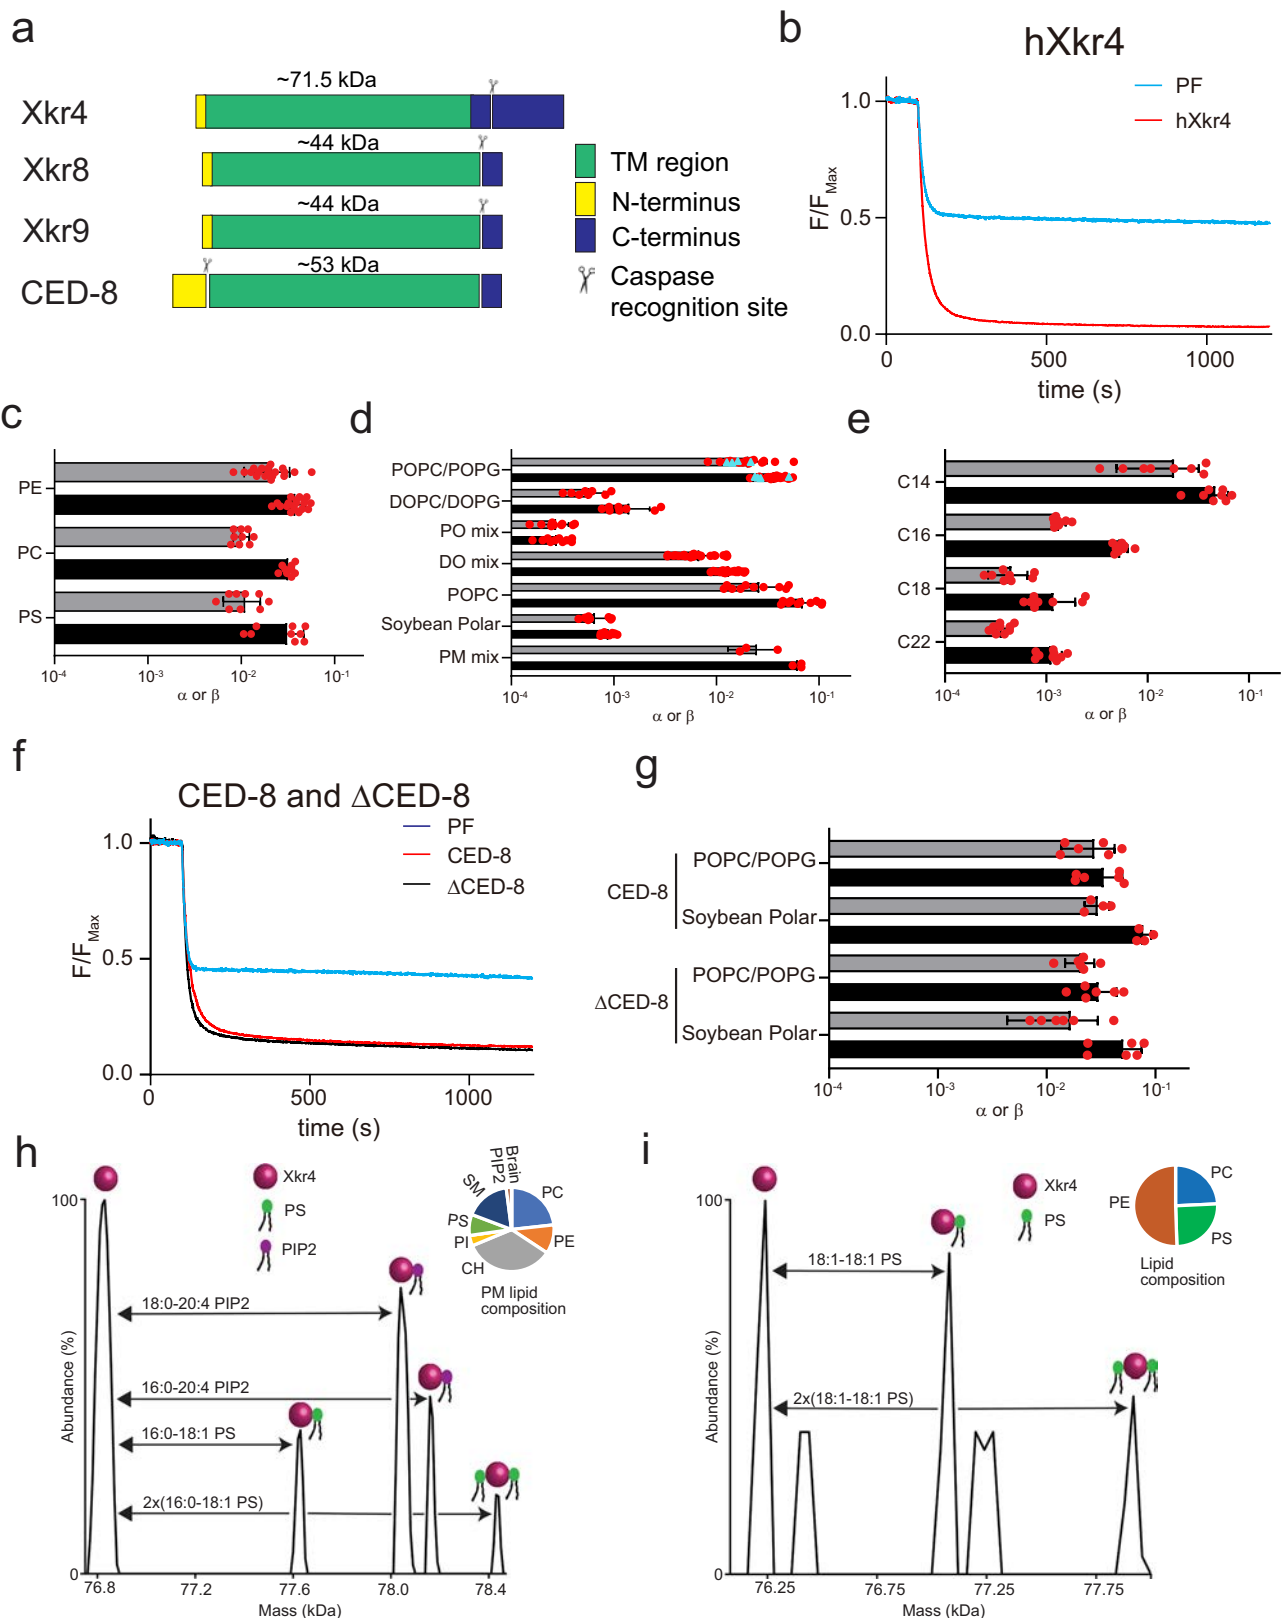 a
~71.5 kDa
Xkr4
~44 kDa
Xkr8
~44 kDa
Xkr9
~53 kDa
CED-8
TM region
N-terminus
C-terminus
Caspase
recognition site
b
hXkr4
PF
hXkr4
1.0
0.5
0.0
F/FMax
0
500
1000
time (s)
c
PE
PC
PS
10-4
10-3
10-2
10-1
α or β
d
POPC/POPG
DOPC/DOPG
PO mix
DO mix
POPC
Soybean Polar
PM mix
10-4
10-3
10-2
10-1
α or β
e
C14
C16
C18
C22
10-4
10-3
10-2
10-1
α or β
f
CED-8 and ΔCED-8
PF
CED-8
ΔCED-8
1.0
0.5
0.0
F/FMax
0
500
1000
time (s)
g
CED-8
POPC/POPG
Soybean Polar
ΔCED-8
POPC/POPG
Soybean Polar
10-4
10-3
10-2
10-1
α or β
h
100
0
Abundance (%)
Xkr4
PS
PIP2
Brain
PIP2
SM
PC
PS
PI
PE
CH
PM lipid
composition
18:0-20:4 PIP2
16:0-20:4 PIP2
16:0-18:1 PS
2x(16:0-18:1 PS)
76.8
77.2
77.6
78.0
78.4
Mass (kDa)
i
100
0
Abundance (%)
Xkr4
PS
PE
PC
PS
Lipid
composition
18:1-18:1 PS
2x(18:1-18:1 PS)
76.25
76.75
77.25
77.75
Mass (kDa)